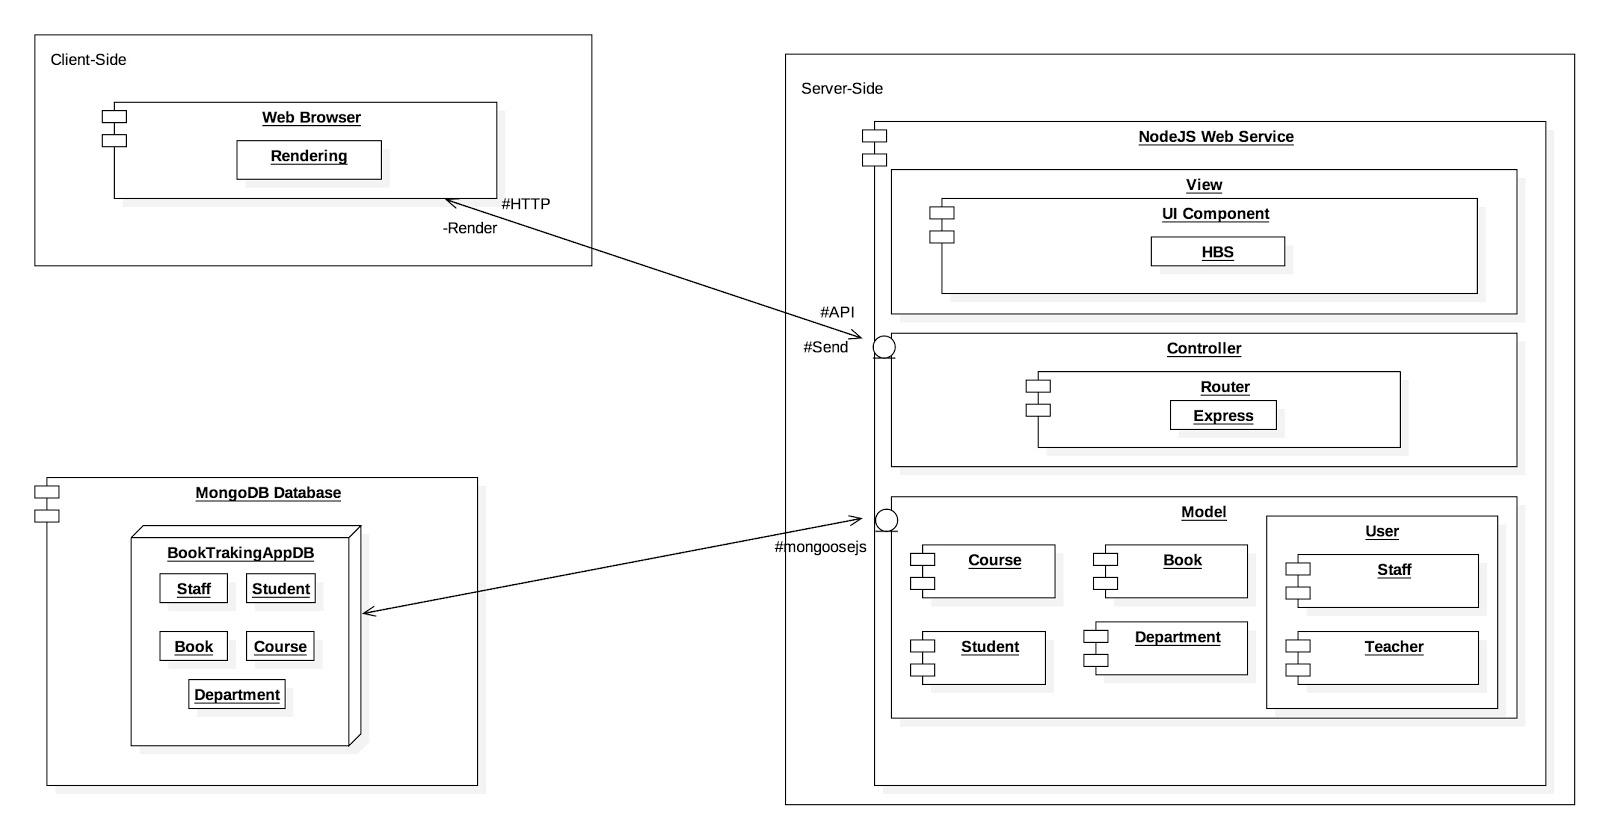 Client-Side
Web Browser
Rendering
#HTTP
-Render
Server-Side
NodeJS Web Service
View
UI Component
HBS
#API
#Send
Controller
Router
Express
MongoDB Database
BookTrakingAppDB
Staff
Student
Book
Course
Department
#mongoosejs
Model
Course
Book
Student
Department
User
Staff
Teacher